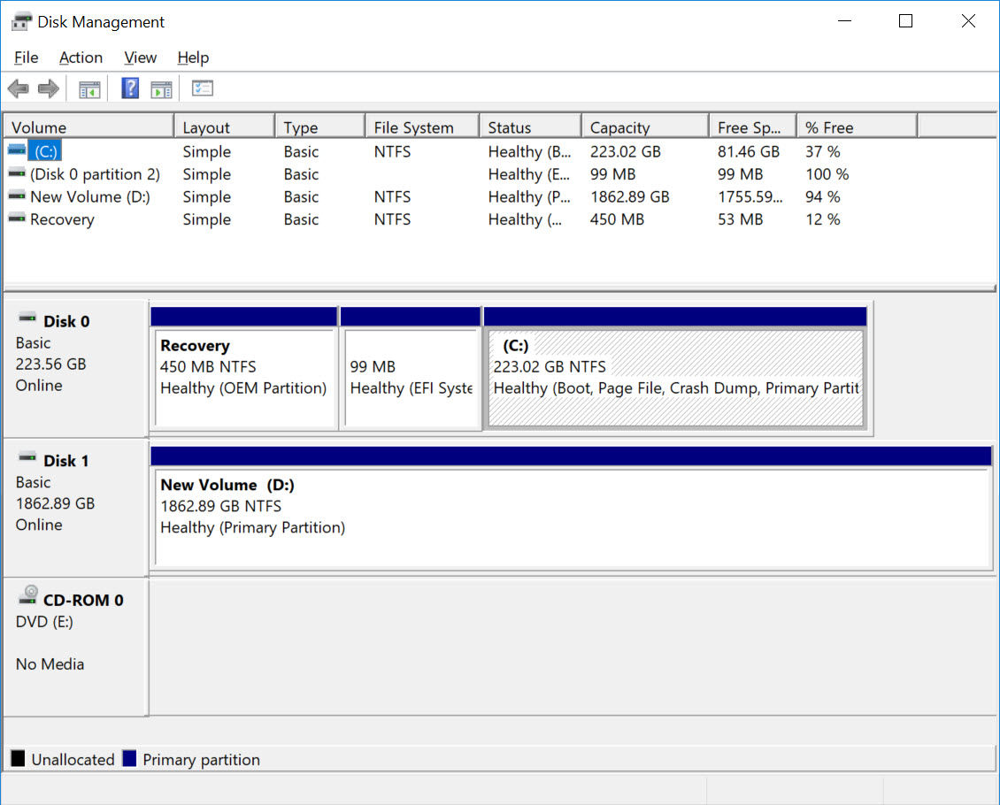 Disk Management
File Action View Help
Volume Layout Type File System Status Capacity Free Sp... % Free
(C:) Simple Basic NTFS Healthy (B... 223.02 GB 81.46 GB 37 %
(Disk 0 partition 2) Simple Basic Healthy (E... 99 MB 99 MB 100 %
New Volume (D:) Simple Basic NTFS Healthy (P... 1862.89 GB 1755.59... 94 %
Recovery Simple Basic NTFS Healthy (... 450 MB 53 MB 12 %
Disk 0
Basic
223.56 GB
Online
Recovery
450 MB NTFS
Healthy (OEM Partition)
99 MB
Healthy (EFI Syste
(C:)
223.02 GB NTFS
Healthy (Boot, Page File, Crash Dump, Primary Partit
Disk 1
Basic
1862.89 GB
Online
New Volume (D:)
1862.89 GB NTFS
Healthy (Primary Partition)
CD-ROM 0
DVD (E:)
No Media
Unallocated Primary partition